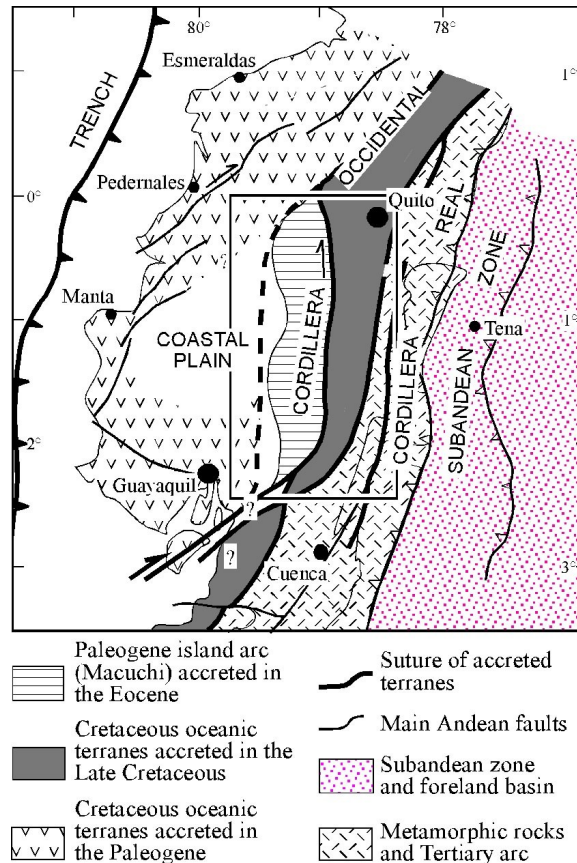 80°
78°
Esmeraldas
1°
TRENCH
OCCIDENTAL
Pedernales
0°
Quito
REAL
?
ZONE
Manta
COASTAL
PLAIN
CORDILLERA
1°
Tena
CORDILLERA
SUBANDEAN
2°
Guayaquil
?
?
Cuenca
3°
Paleogene island arc
(Macuchi) accreted in
the Eocene
Cretaceous oceanic
terranes accreted in the
Late Cretaceous
Cretaceous oceanic
terranes accreted in
the Paleogene
Suture of accreted
terranes
Main Andean faults
Subandean zone
and foreland basin
Metamorphic rocks
and Tertiary arc